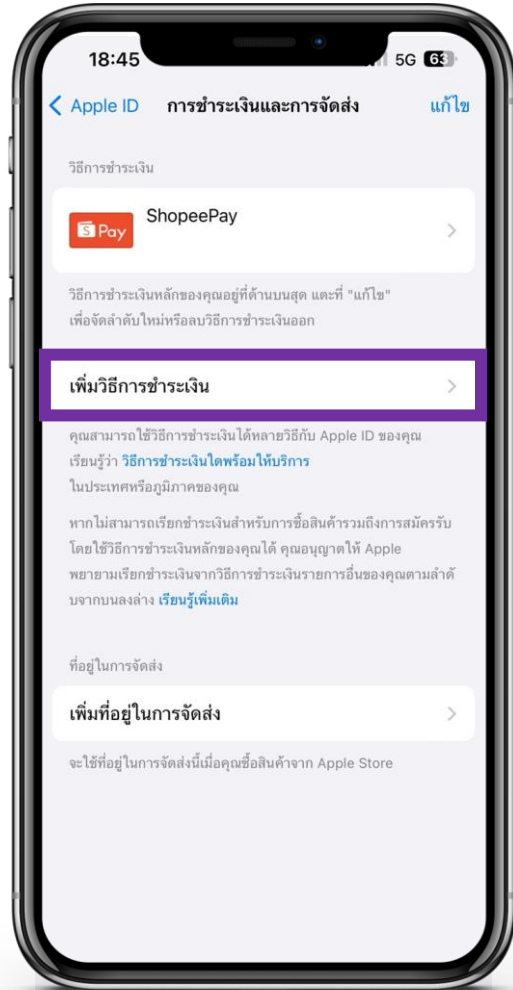 18:45 5G 63
Apple ID การชำระเงินและการจัดส่ง แก้ไข
วิธีการชำระเงิน
S Pay ShopeePay
วิธีการชำระเงินหลักของคุณอยู่ที่ด้านบนสุด แตะที่ "แก้ไข"
เพื่อจัดลำดับใหม่หรือลบวิธีการชำระเงินออก
เพิ่มวิธีการชำระเงิน
คุณสามารถใช้วิธีการชำระเงินได้หลายวิธีกับ Apple ID ของคุณ
เรียนรู้ว่า วิธีการชำระเงินใดพร้อมให้บริการ
ในประเทศหรือภูมิภาคของคุณ
หากไม่สามารถเรียกชำระเงินสำหรับการซื้อสินค้ารวมถึงการสมัครรับ
โดยใช้วิธีการชำระเงินหลักของคุณได้ คุณอนุญาตให้ Apple
พยายามเรียกชำระเงินจากวิธีการชำระเงินรายการอื่นของคุณตามลำดั
บจากบนลงล่าง เรียนรู้เพิ่มเติม
ที่อยู่ในการจัดส่ง
เพิ่มที่อยู่ในการจัดส่ง
จะใช้ที่อยู่ในการจัดส่งนี้เมื่อคุณซื้อสินค้าจาก Apple Store